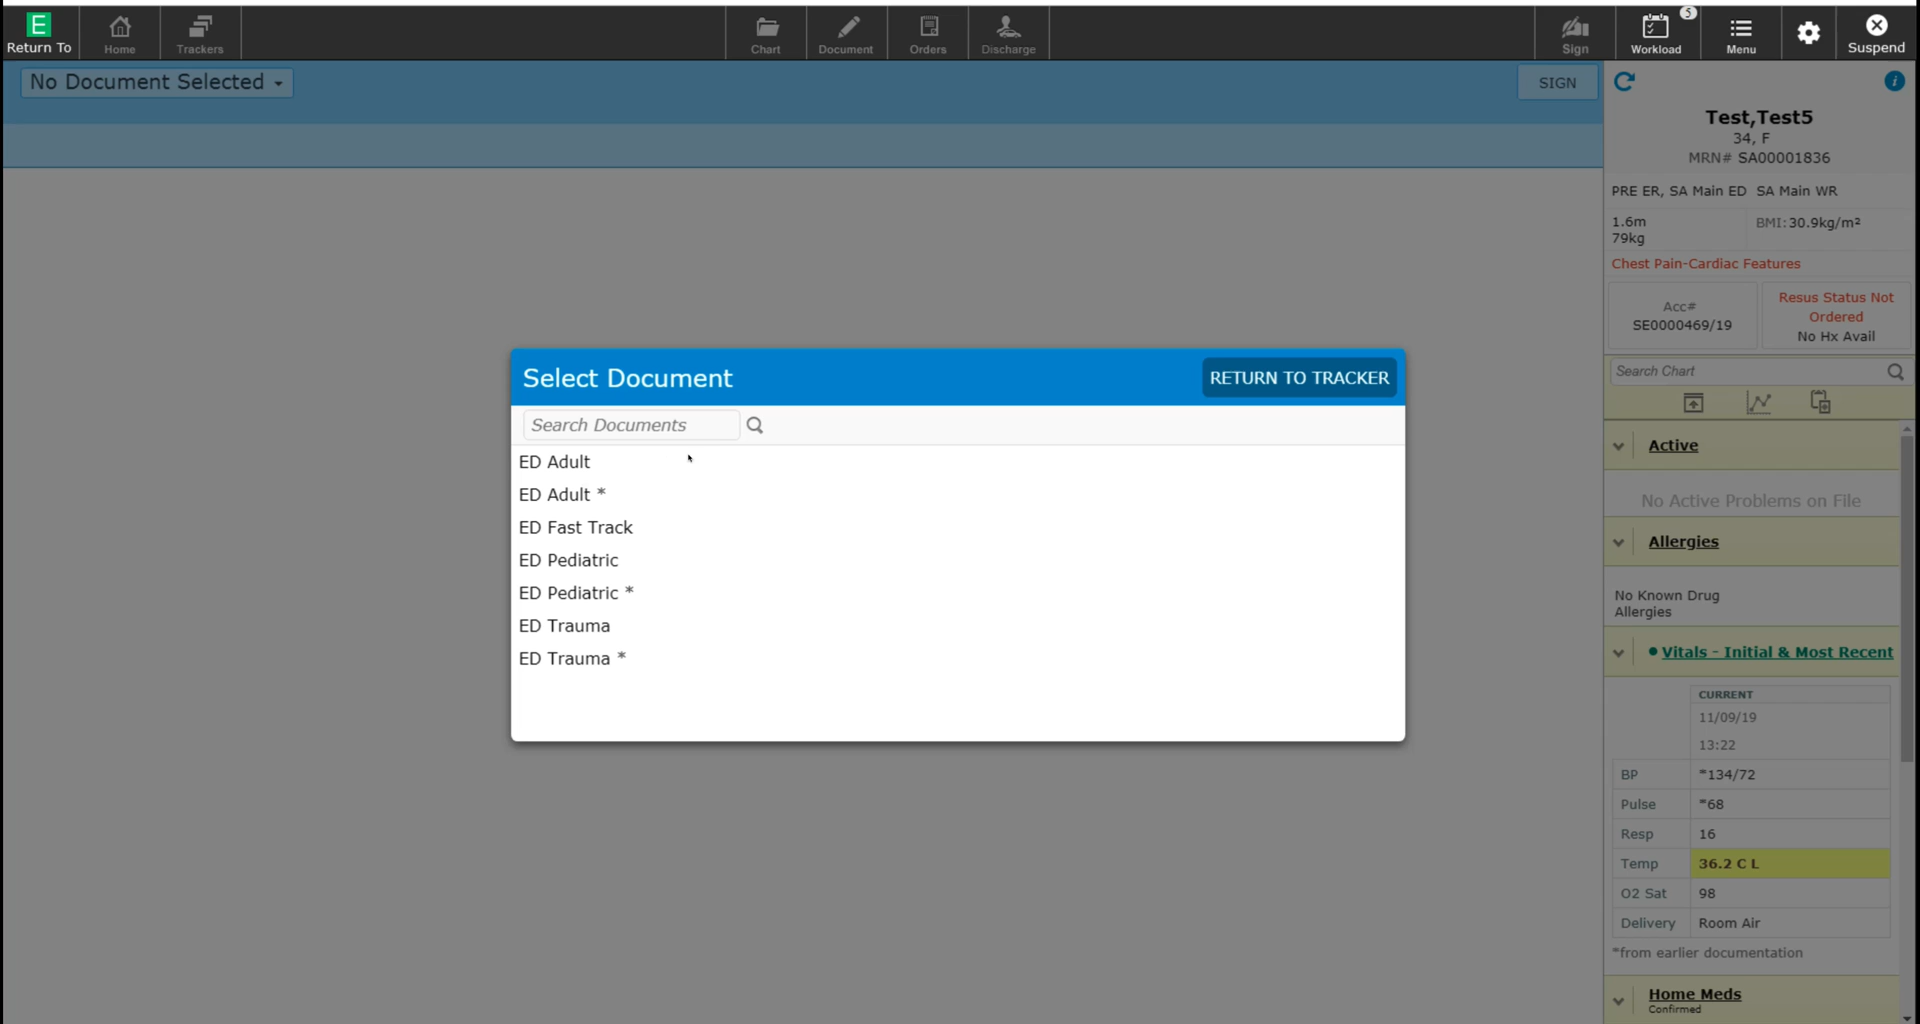 E
Return To
Home
Trackers
Chart
Document
Orders
Discharge
Sign
5
Workload
Menu
Suspend
No Document Selected
SIGN
i
Test,Test5
34, F
MRN# SA00001836
PRE ER, SA Main ED SA Main WR
1.6m
79kg
BMI:30.9kg/m²
Chest Pain-Cardiac Features
Acc#
SE0000469/19
Resus Status Not
Ordered
No Hx Avail
Search Chart
Select Document
RETURN TO TRACKER
Search Documents
ED Adult
ED Adult *
ED Fast Track
ED Pediatric
ED Pediatric *
ED Trauma
ED Trauma *
Active
No Active Problems on File
Allergies
No Known Drug
Allergies
Vitals - Initial & Most Recent
CURRENT
11/09/19
13:22
BP *134/72
Pulse *68
Resp 16
Temp 36.2 C L
O2 Sat 98
Delivery Room Air
*from earlier documentation
Home Meds
Confirmed